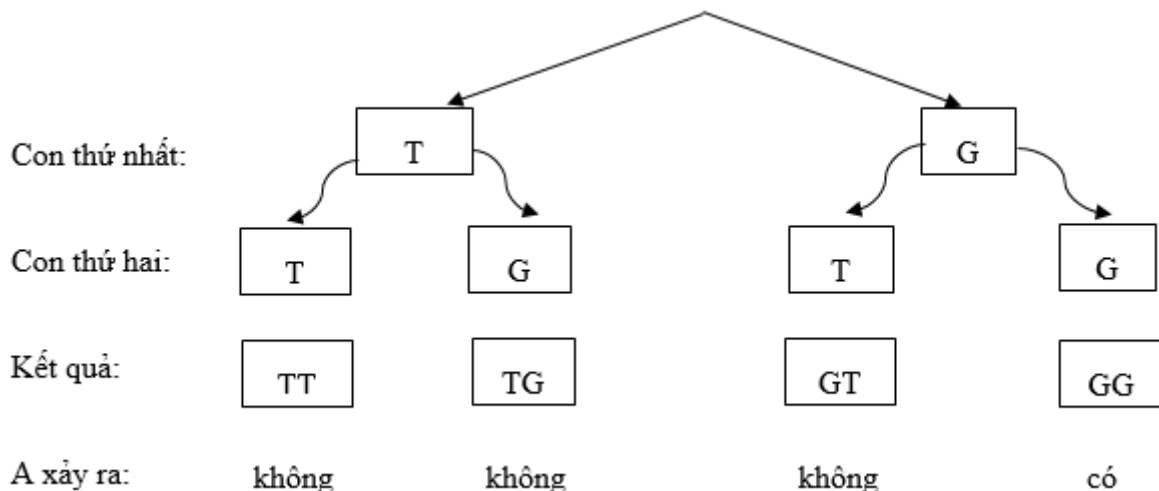 Con thứ nhất: T G
Con thứ hai: T G T G
Kết quả: TT TG GT GG
A xảy ra: không không không có